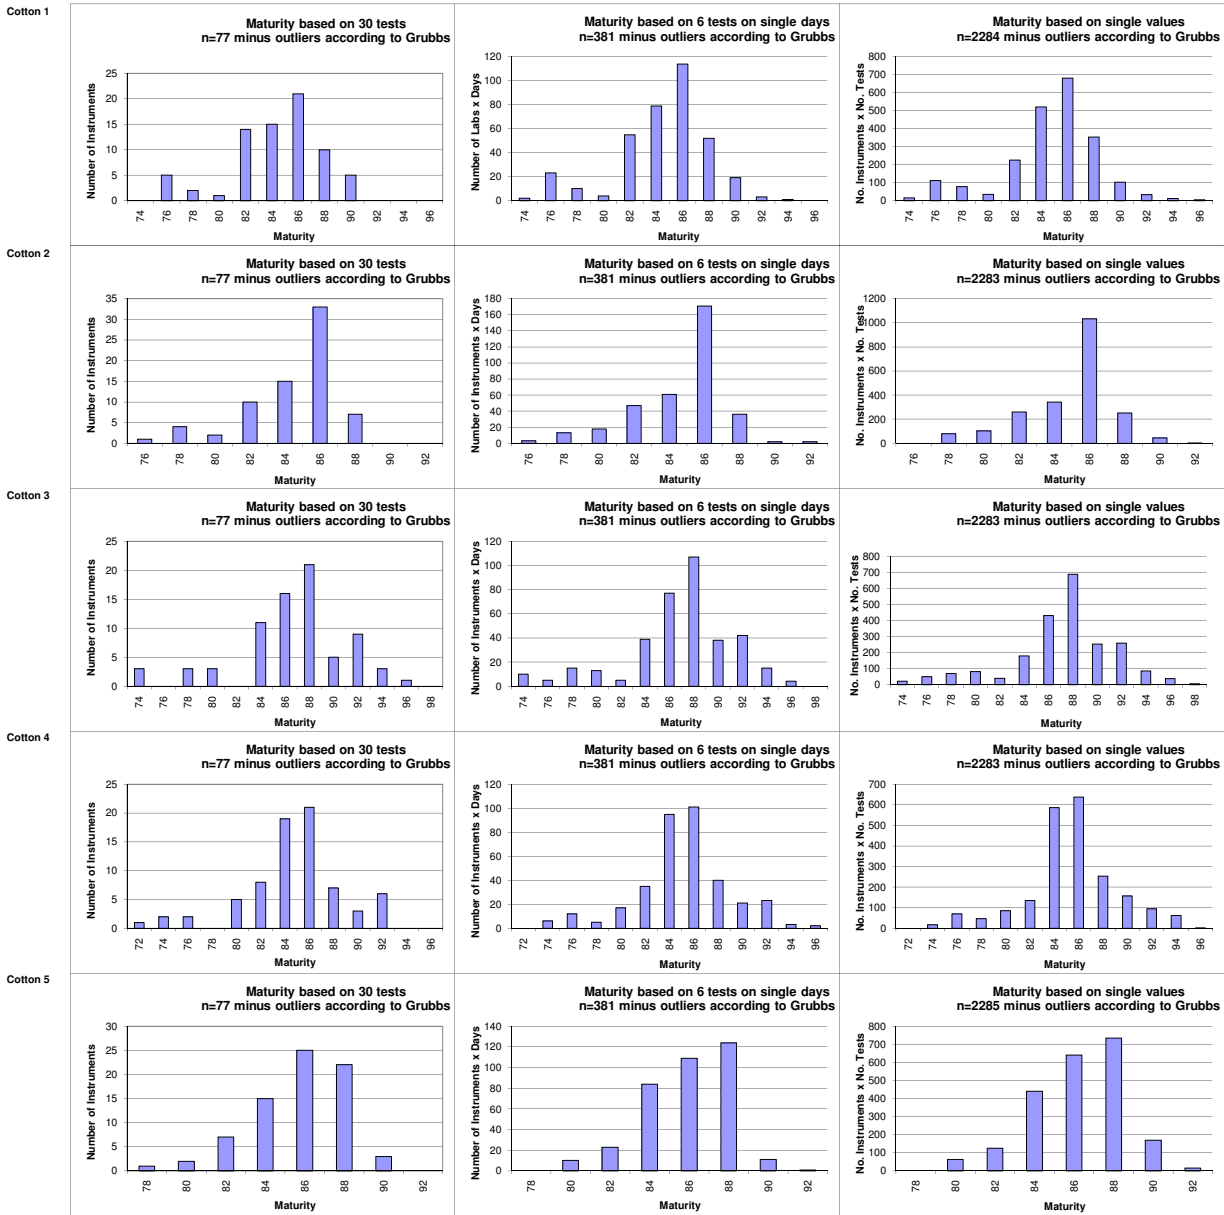 Cotton 1
Maturity based on 30 tests
n=77 minus outliers according to Grubbs
25
20
15
10
5
0
Number of Instruments
74 76 78 80 82 84 86 88 90 92 94 96
Maturity
Maturity based on 6 tests on single days
n=381 minus outliers according to Grubbs
120
100
80
60
40
20
0
Number of Labs x Days
74 76 78 80 82 84 86 88 90 92 94 96
Maturity
Maturity based on single values
n=2284 minus outliers according to Grubbs
800
700
600
500
400
300
200
100
0
No. Instruments x No. Tests
74 76 78 80 82 84 86 88 90 92 94 96
Maturity
Cotton 2
Maturity based on 30 tests
n=77 minus outliers according to Grubbs
35
30
25
20
15
10
5
0
Number of Instruments
76 78 80 82 84 86 88 90 92
Maturity
Maturity based on 6 tests on single days
n=381 minus outliers according to Grubbs
180
160
140
120
100
80
60
40
20
0
Number of Instruments x Days
76 78 80 82 84 86 88 90 92
Maturity
Maturity based on single values
n=2283 minus outliers according to Grubbs
1200
1000
800
600
400
200
0
No. Instruments x No. Tests
76 78 80 82 84 86 88 90 92
Maturity
Cotton 3
Maturity based on 30 tests
n=77 minus outliers according to Grubbs
25
20
15
10
5
0
Number of Instruments
74 76 78 80 82 84 86 88 90 92 94 96 98
Maturity
Maturity based on 6 tests on single days
n=381 minus outliers according to Grubbs
120
100
80
60
40
20
0
Number of Instruments x Days
74 76 78 80 82 84 86 88 90 92 94 96 98
Maturity
Maturity based on single values
n=2283 minus outliers according to Grubbs
800
700
600
500
400
300
200
100
0
No. Instruments x No. Tests
74 76 78 80 82 84 86 88 90 92 94 96 98
Maturity
Cotton 4
Maturity based on 30 tests
n=77 minus outliers according to Grubbs
25
20
15
10
5
0
Number of Instruments
72 74 76 78 80 82 84 86 88 90 92 94 96
Maturity
Maturity based on 6 tests on single days
n=381 minus outliers according to Grubbs
120
100
80
60
40
20
0
Number of Instruments x Days
72 74 76 78 80 82 84 86 88 90 92 94 96
Maturity
Maturity based on single values
n=2283 minus outliers according to Grubbs
700
600
500
400
300
200
100
0
No. Instruments x No. Tests
72 74 76 78 80 82 84 86 88 90 92 94 96
Maturity
Cotton 5
Maturity based on 30 tests
n=77 minus outliers according to Grubbs
30
25
20
15
10
5
0
Number of Instruments
78 80 82 84 86 88 90 92
Maturity
Maturity based on 6 tests on single days
n=381 minus outliers according to Grubbs
140
120
100
80
60
40
20
0
Number of Instruments x Days
78 80 82 84 86 88 90 92
Maturity
Maturity based on single values
n=2285 minus outliers according to Grubbs
800
700
600
500
400
300
200
100
0
No. Instruments x No. Tests
78 80 82 84 86 88 90 92
Maturity